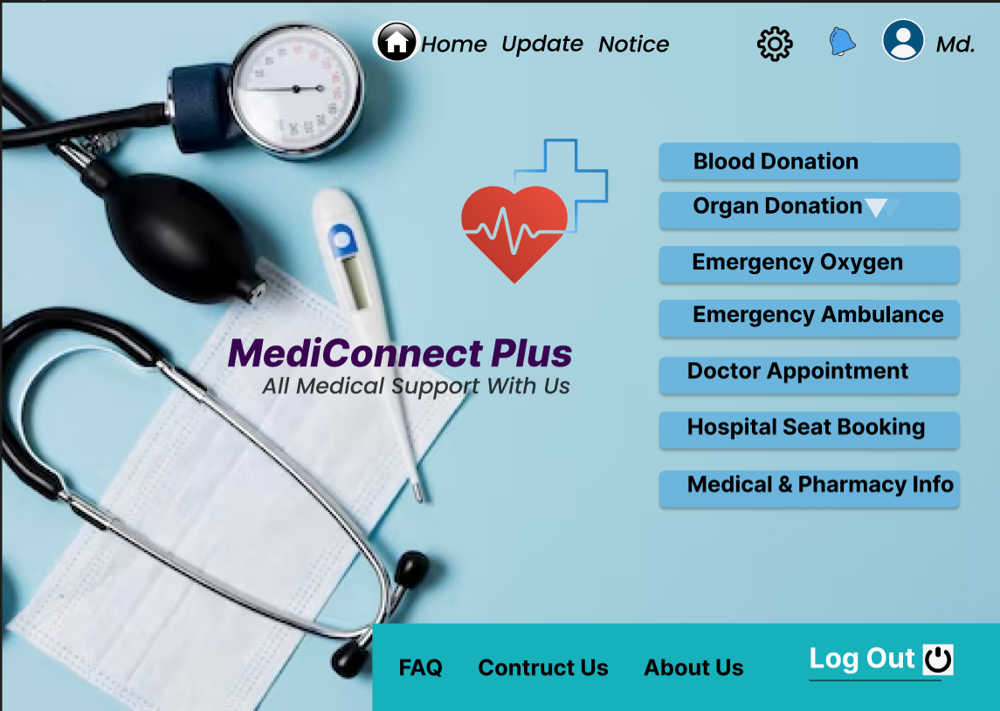 Home Update Notice Md.
Blood Donation
Organ Donation
Emergency Oxygen
Emergency Ambulance
MediConnect Plus
All Medical Support With Us
Doctor Appointment
Hospital Seat Booking
Medical & Pharmacy Info
FAQ Contruct Us About Us Log Out